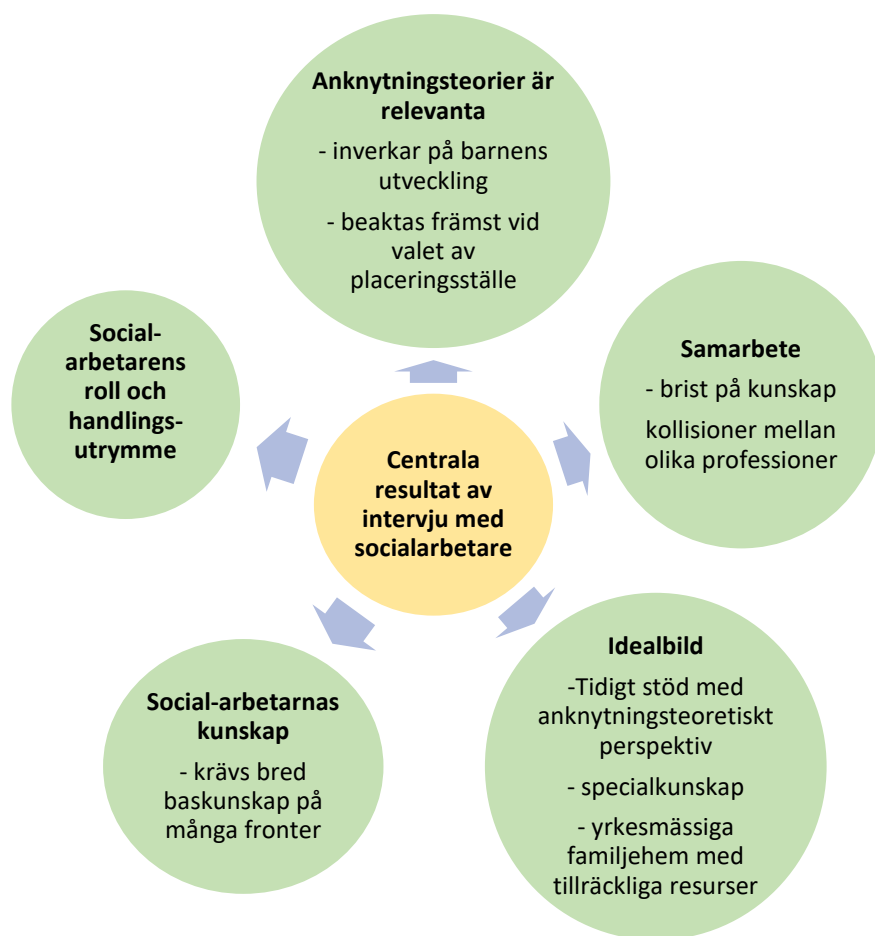 Anknytningsteorier är
relevanta
- inverkar på barnens
utveckling
- beaktas främst vid
valet av
placeringsställe
Social-
arbetarens
roll och
handlings-
utrymme
Samarbete
- brist på kunskap
kollisioner mellan
olika professioner
Centrala
resultat av
intervju med
socialarbetare
Social-arbetarnas
kunskap
- krävs bred
baskunskap på
många fronter
Idealbild
-Tidigt stöd med
anknytningsteoretiskt
perspektiv
- specialkunskap
- yrkesmässiga
familjehem med
tillräckliga resurser